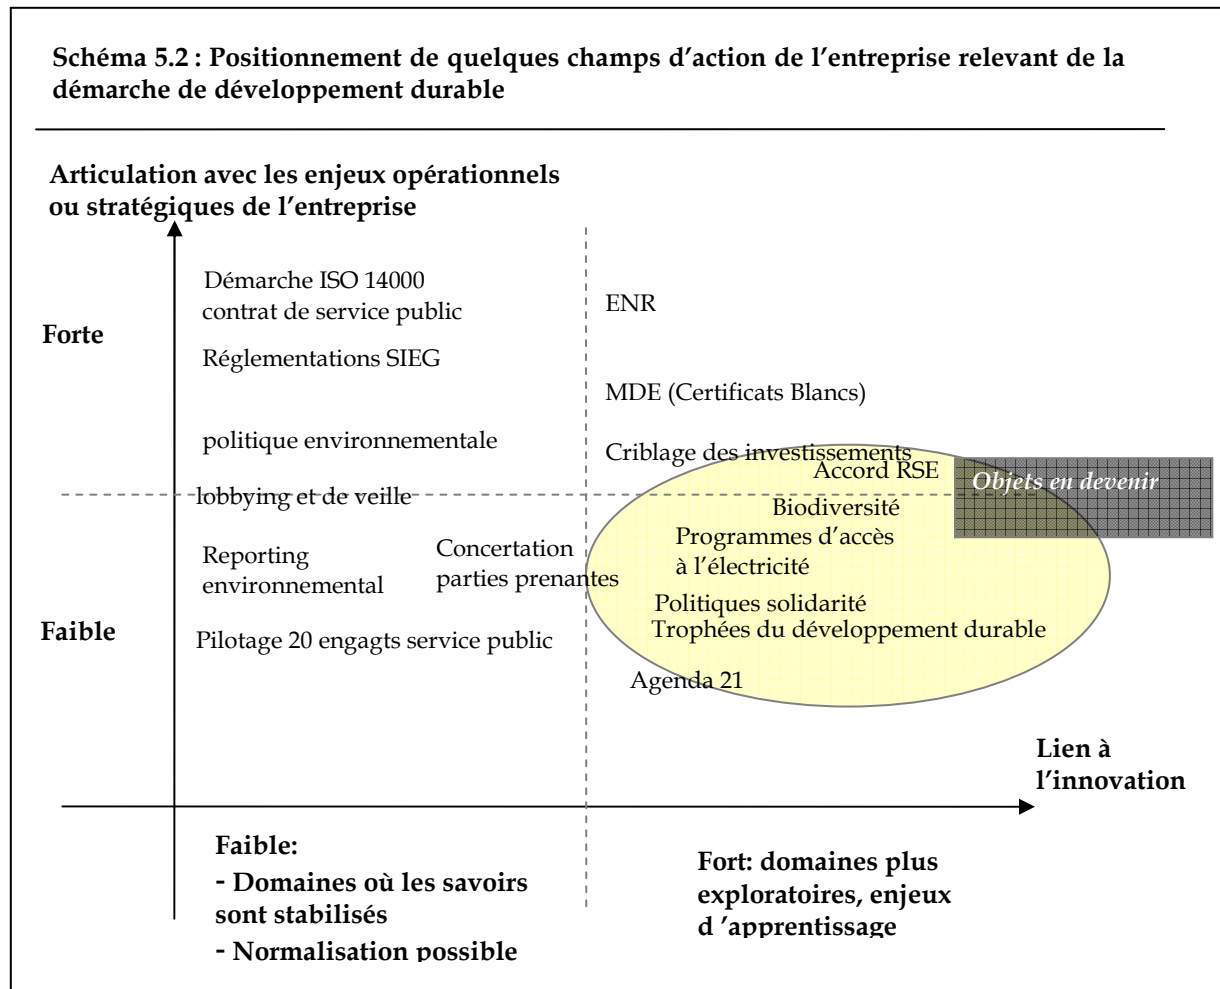 Schéma 5.2 : Positionnement de quelques champs d’action de l’entreprise relevant de la
démarche de développement durable
Articulation avec les enjeux opérationnels
ou stratégiques de l’entreprise
Démarche ISO 14000
contrat de service public
ENR
Forte
Réglementations SIEG
MDE (Certificats Blancs)
politique environnementale
Criblage des investissements
Accord RSE
Objets en devenir
lobbying et de veille
Biodiversité
Programmes d’accès
à l’électricité
Concertation
parties prenantes
Reporting
environnemental
Politiques solidarité
Trophées du développement durable
Faible
Pilotage 20 engagts service public
Agenda 21
Lien à
l’innovation
Faible:
- Domaines où les savoirs
sont stabilisés
- Normalisation possible
Fort: domaines plus
exploratoires, enjeux
d ’apprentissage